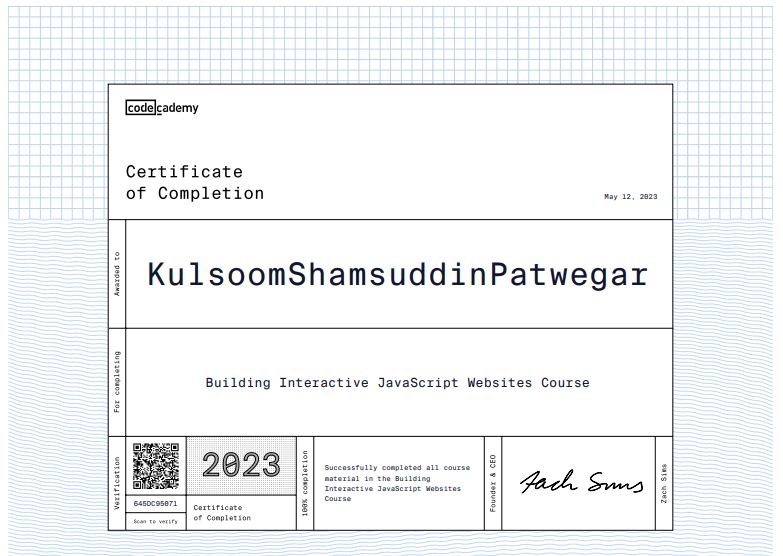 codecademy
Certificate
of Completion
May 12, 2023
Awarded to
KulsoomShamsuddinPatwegar
For completing
Building Interactive JavaScript Websites Course
Verification
645DC95071
Scan to verify
2023
Certificate
of Completion
100% completion
Successfully completed all course
material in the Building
Interactive JavaScript Websites
Course
Founder & CEO
Zach Sims
Zach Sims